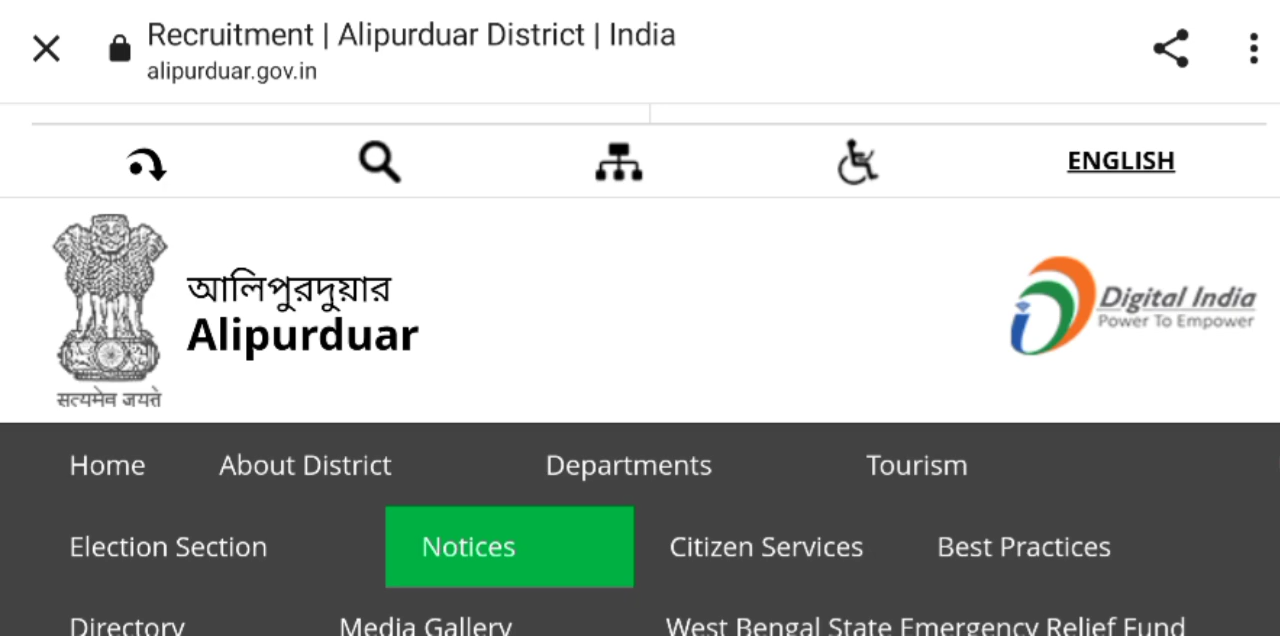 Recruitment | Alipurduar District | India
alipurduar.gov.in
ENGLISH
আলিপুরদুয়ার
Alipurduar
सत्यमेव जयते
Digital India
Power To Empower
Home About District Departments Tourism
Election Section Notices Citizen Services Best Practices
Directory Media Gallery West Bengal State Emergency Relief Fund